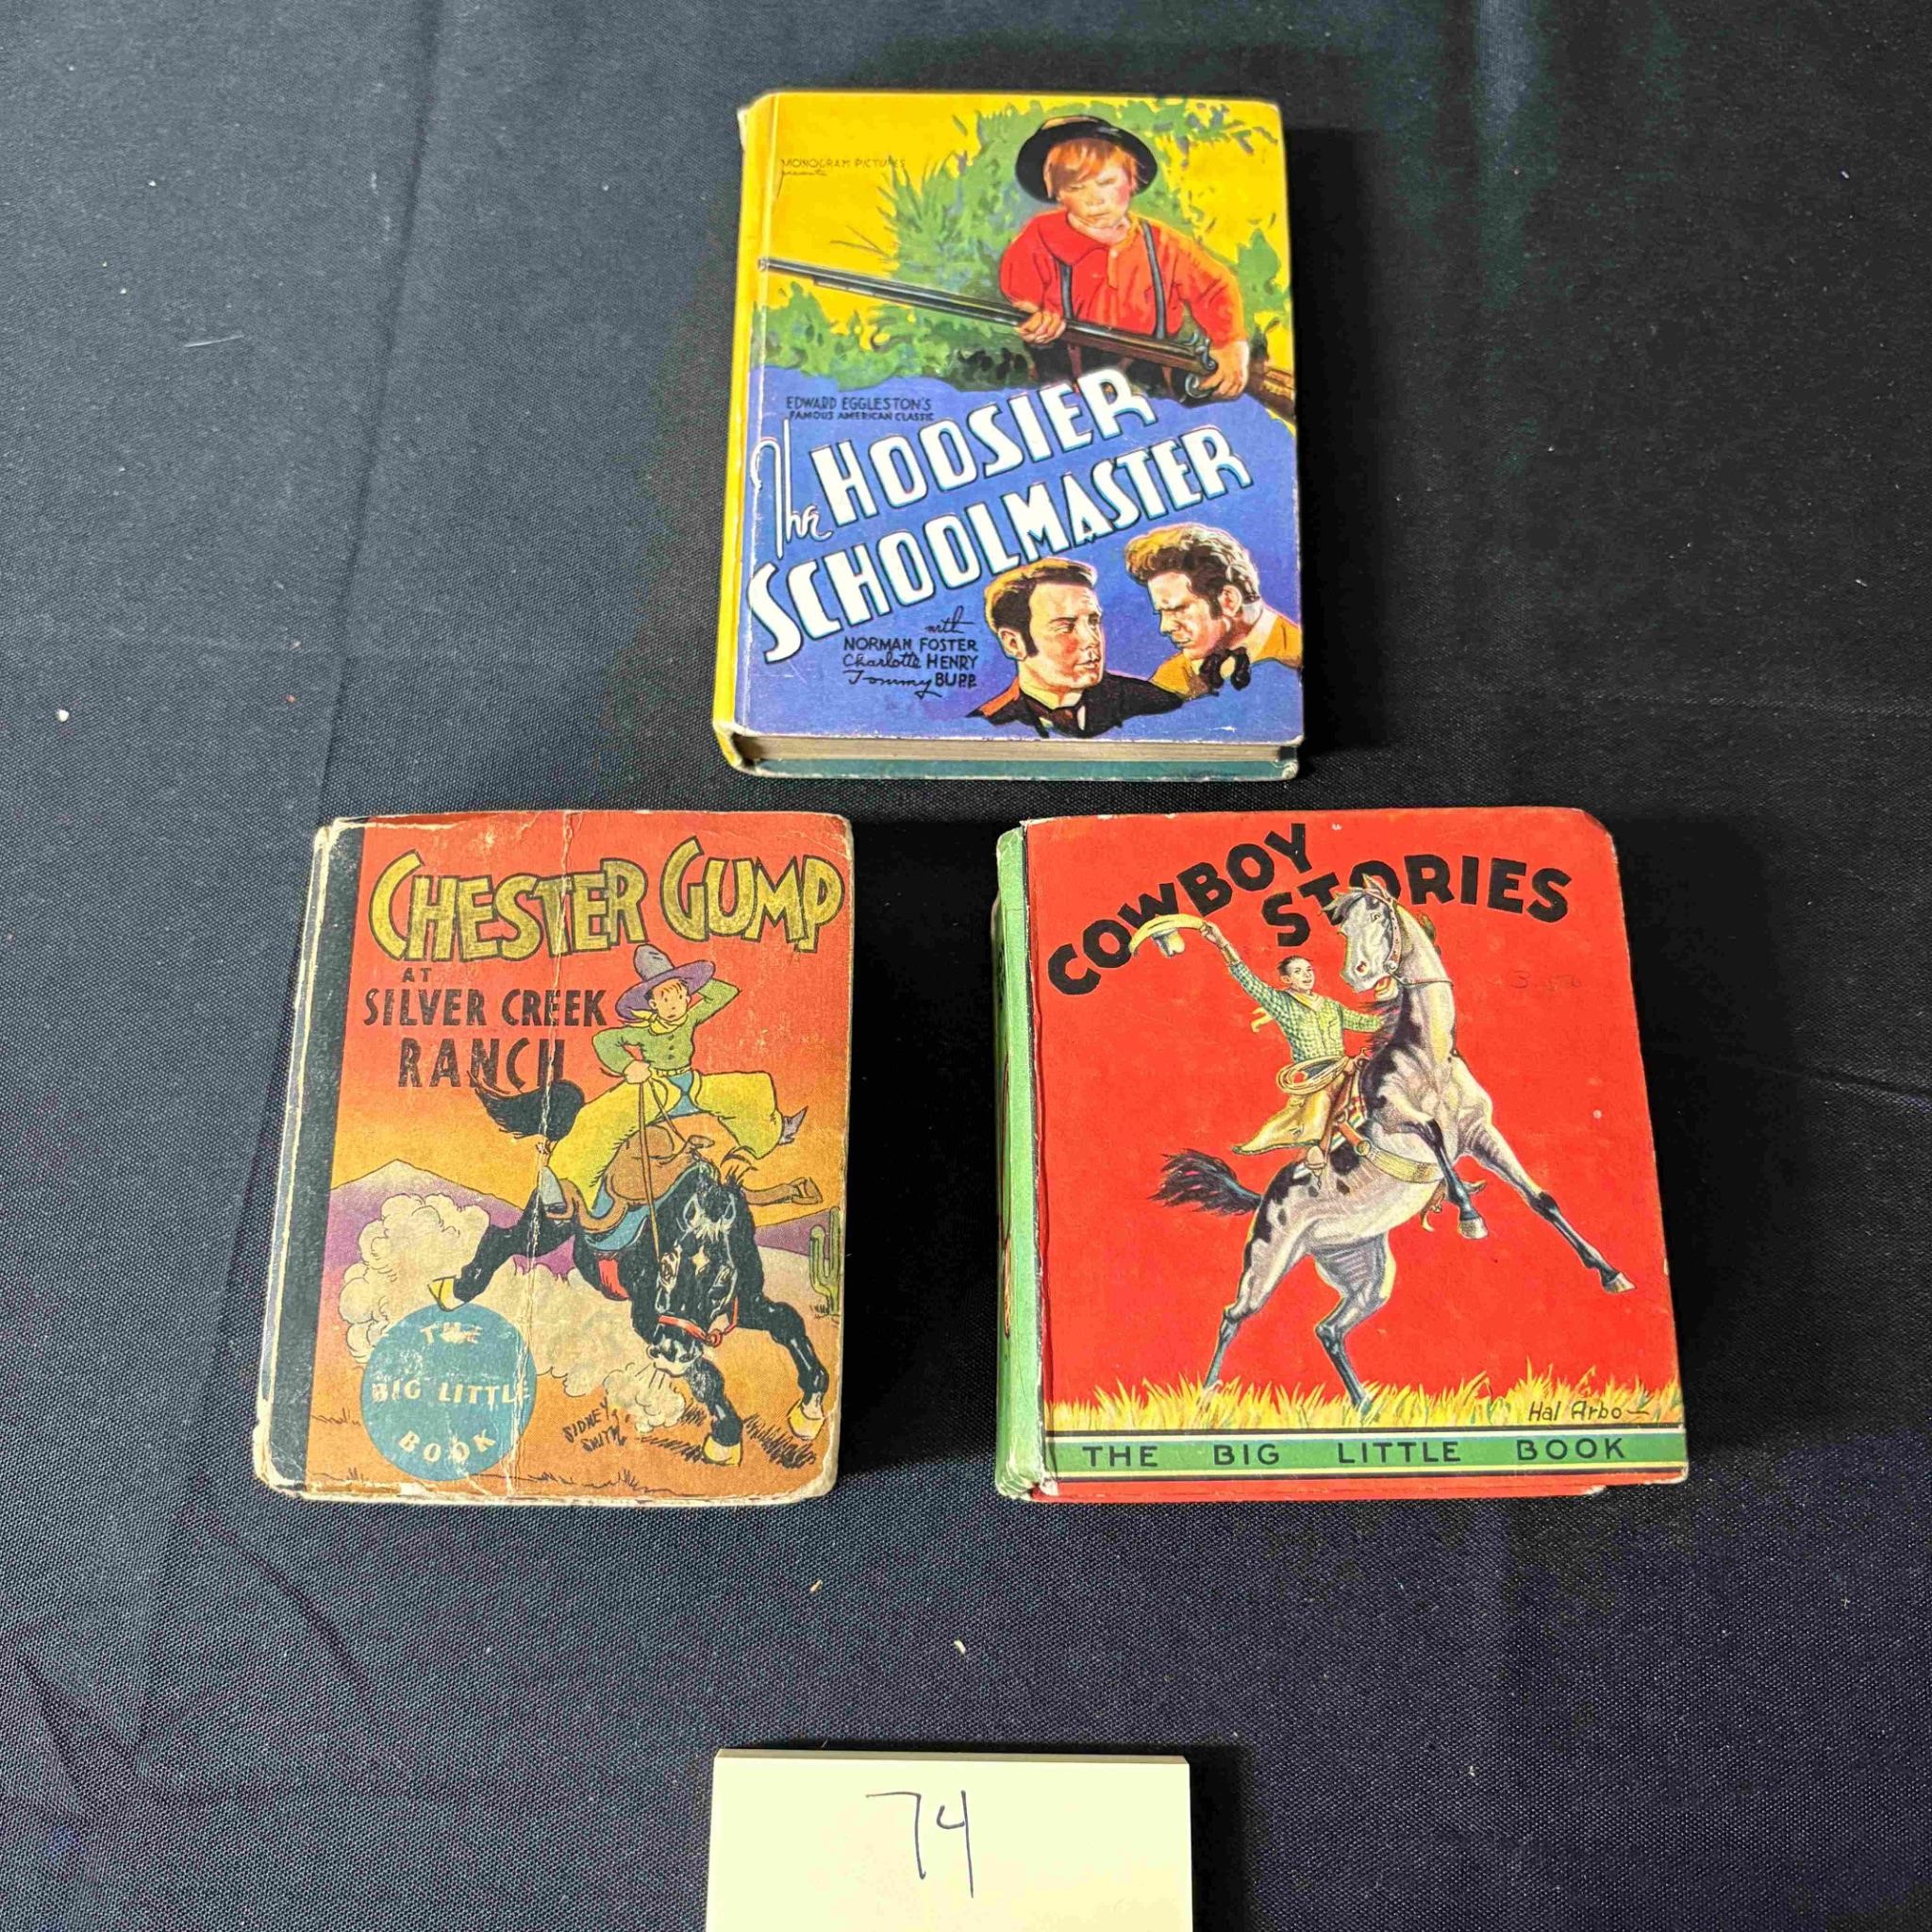 MONOGRAM PICTURES
presents
EDWARD EGGLESTON'S
FAMOUS AMERICAN CLASSIC
The HOOSIER
SCHOOLMASTER
with
NORMAN FOSTER
Charlotte HENRY
Tommy BUPP
CHESTER GUMP
AT
SILVER CREEK
RANCH
THE
BIG LITTLE
BOOK
SIDNEY
SMITH
COWBOY
STORIES
Hal Arbo
THE BIG LITTLE BOOK
74